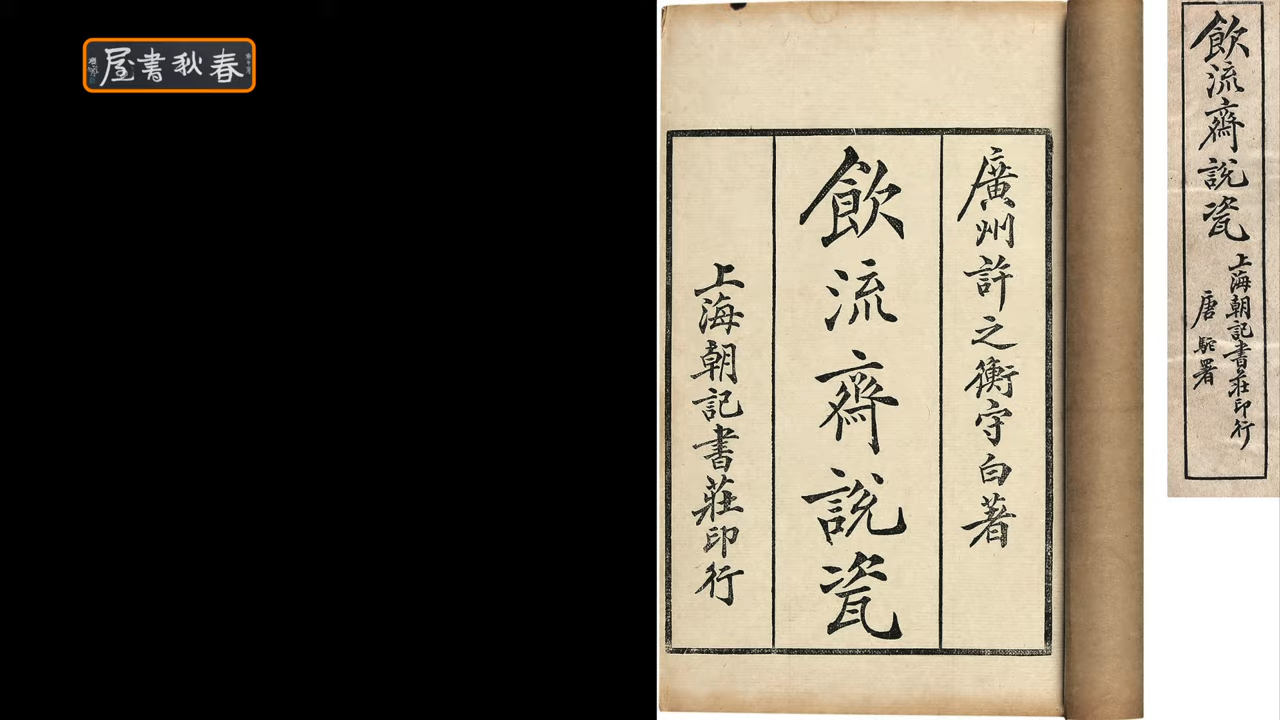 春秋書屋
廣州許之衡守白著
飲流齋說瓷
上海朝記書莊印行
飲流齋說瓷
上海朝記書莊印行
唐駝署